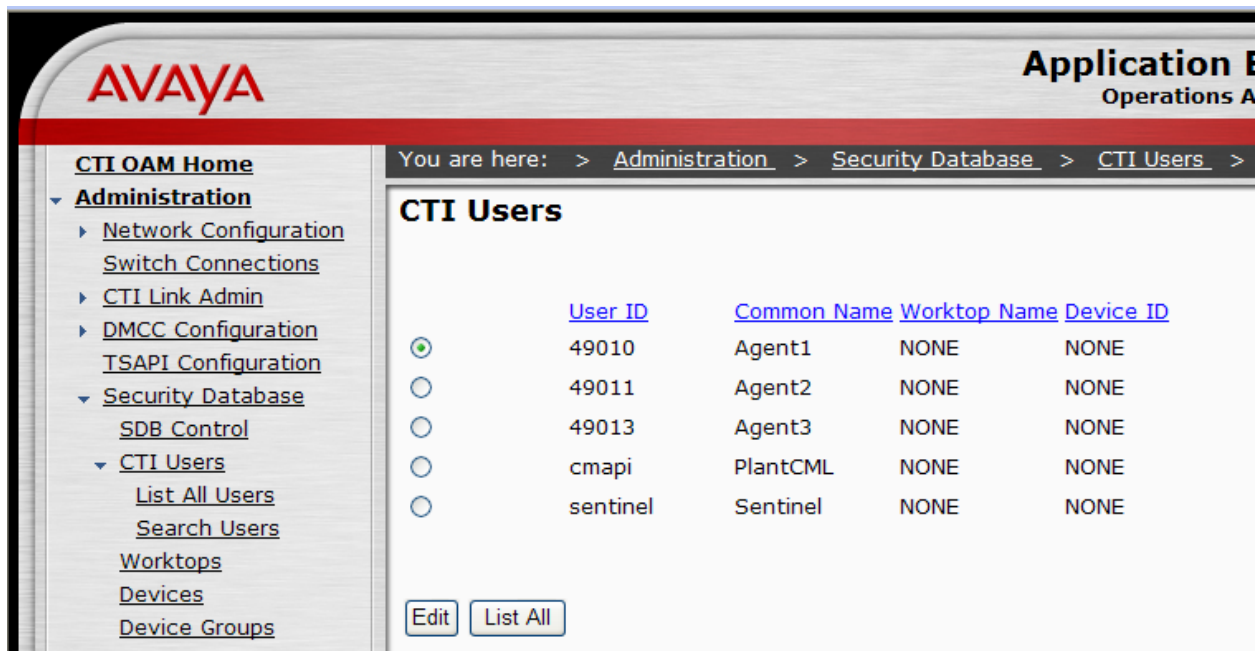 AVAYA
Application E
Operations A
CTI OAM Home
Administration
Network Configuration
Switch Connections
CTI Link Admin
DMCC Configuration
TSAPI Configuration
Security Database
SDB Control
CTI Users
List All Users
Search Users
Worktops
Devices
Device Groups
You are here: > Administration > Security Database > CTI Users >
CTI Users
User ID Common Name Worktop Name Device ID
49010 Agent1 NONE NONE
49011 Agent2 NONE NONE
49013 Agent3 NONE NONE
cmapi PlantCML NONE NONE
sentinel Sentinel NONE NONE
Edit List All